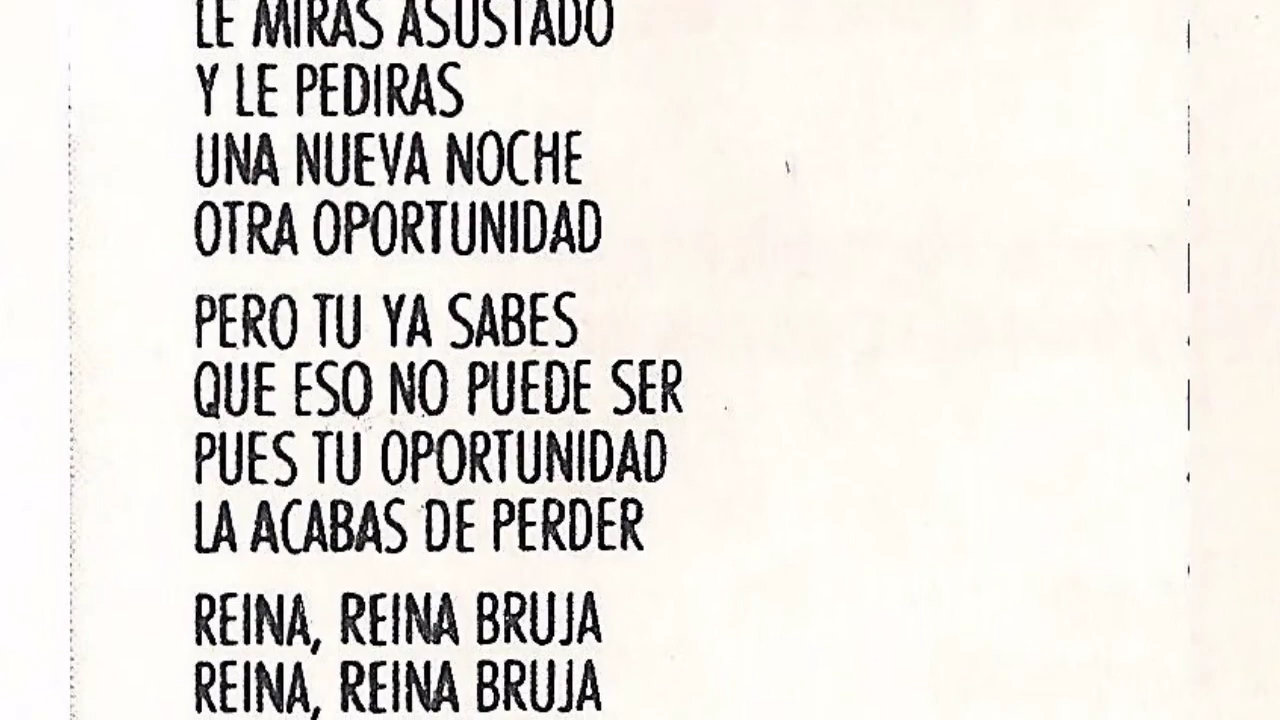 LE MIRAS ASUSTADO
Y LE PEDIRAS
UNA NUEVA NOCHE
OTRA OPORTUNIDAD
PERO TU YA SABES
QUE ESO NO PUEDE SER
PUES TU OPORTUNIDAD
LA ACABAS DE PERDER
REINA, REINA BRUJA
REINA, REINA BRUJA